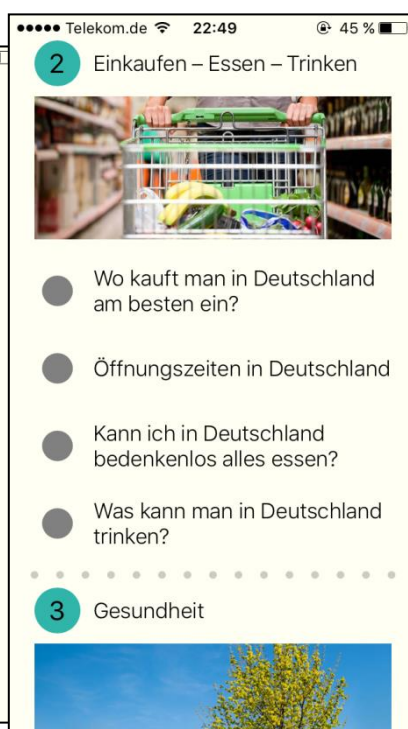 Telekom.de 22:49 45 %
2 Einkaufen – Essen – Trinken
Wo kauft man in Deutschland
am besten ein?
Öffnungszeiten in Deutschland
Kann ich in Deutschland
bedenkenlos alles essen?
Was kann man in Deutschland
trinken?
3 Gesundheit